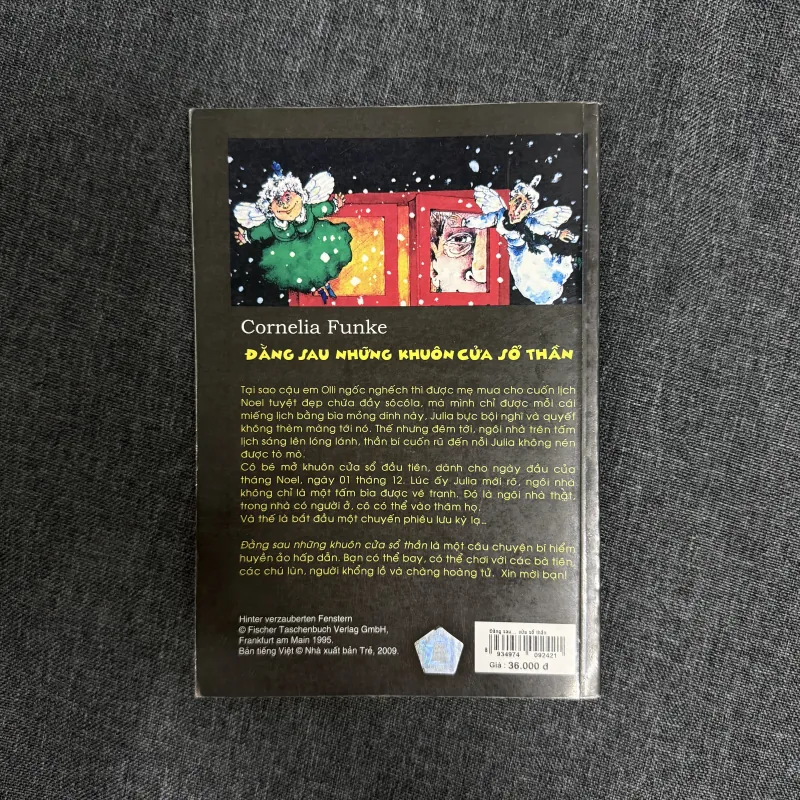 Cornelia Funke
ĐẰNG SAU NHỮNG KHUÔN CỬA SỔ THẦN
Tại sao cậu em Olli ngốc nghếch thì được mẹ mua cho cuốn lịch
Noel tuyệt đẹp chứa đầy sôcôla, mà mình chỉ được mỗi cái
miếng lịch bằng bìa mỏng dính này, Julia bực bội nghĩ và quyết
không thèm màng tới nó. Thế nhưng đêm tới, ngôi nhà trên tấm
lịch sáng lên lóng lánh, thần bí cuốn rũ đến nỗi Julia không nén
được tò mò.
Cô bé mở khuôn cửa sổ đầu tiên, dành cho ngày đầu của
tháng Noel, ngày 01 tháng 12. Lúc ấy Julia mới rõ, ngôi nhà
không chỉ là một tấm bìa được vẽ tranh. Đó là ngôi nhà thật,
trong nhà có người ở, cô có thể vào thăm họ.
Và thế là bắt đầu một chuyến phiêu lưu kỳ lạ...
Đằng sau những khuôn cửa sổ thần là một câu chuyện bí hiểm
huyền ảo hấp dẫn. Bạn có thể bay, có thể chơi với các bà tiên,
các chú lùn, người khổng lồ và chàng hoàng tử. Xin mời bạn!
Hinter verzauberten Fenstern
© Fischer Taschenbuch Verlag GmbH,
Frankfurt am Main 1995.
Bản tiếng Việt © Nhà xuất bản Trẻ, 2009.
Đằng sau... cửa sổ thần
8 934974 092421
Giá : 36.000 đ